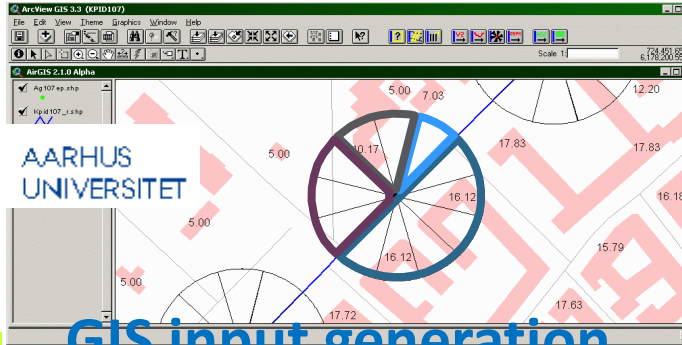 ArcView GIS 3.3 (KPID107)
File Edit View Theme Graphics Window Help
Scale 1: 724,451.65
6,178,200.55
AirGIS 2.1.0 Alpha
Ag107ep.shp
Kpid107_r.shp
AARHUS
UNIVERSITET
5.00 7.03 12.20
5.00 10.17 17.83 17.83
16.12 16.18
5.00
16.12 15.79
5.00
17.72 17.63
GIS input generation